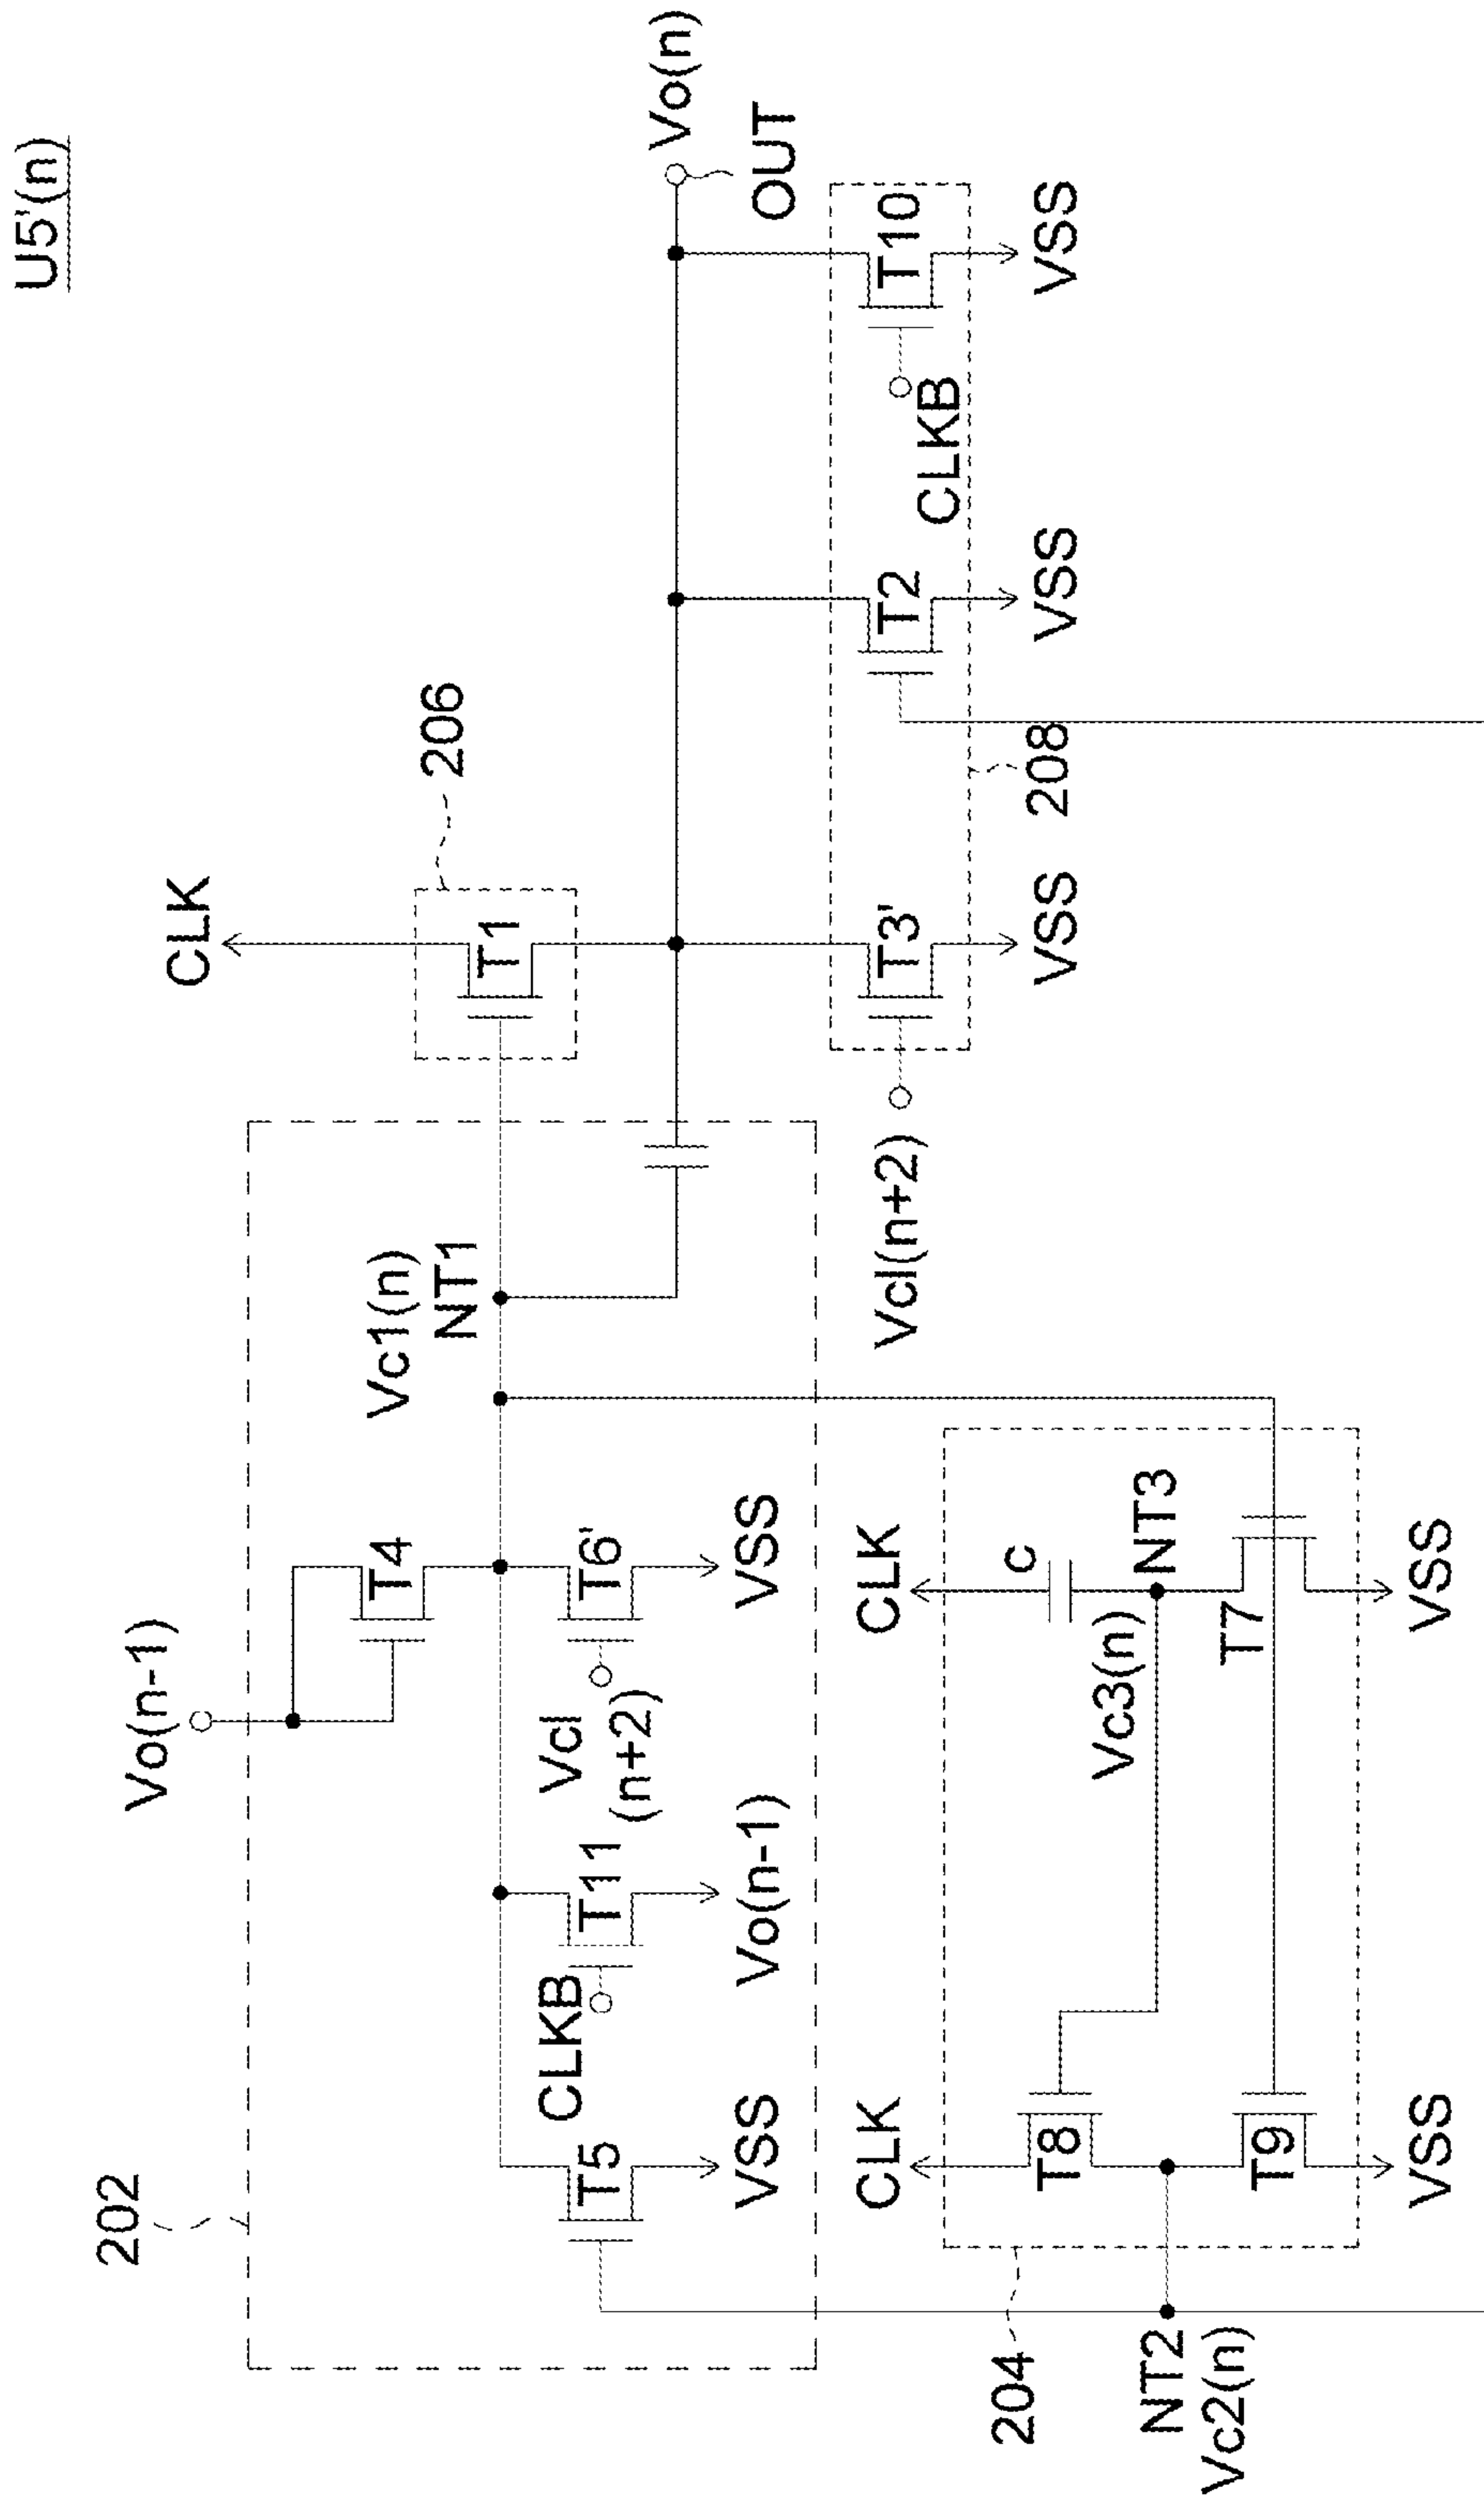 U5'(n)
202
Vo(n-1)
T4
CLK
206
T1
Vc1(n)
NT1
T5
VSS
CLKB
T11
Vo(n-1)
Vcl
(n+2)
T6'
VSS
Vo(n)
OUT
Vcl(n+2)
T3'
VSS
208
T2
VSS
CLKB
T10
VSS
204
CLK
T8
NT2
Vc2(n)
T9
VSS
CLK
c
Vc3(n)
NT3
T7
VSS